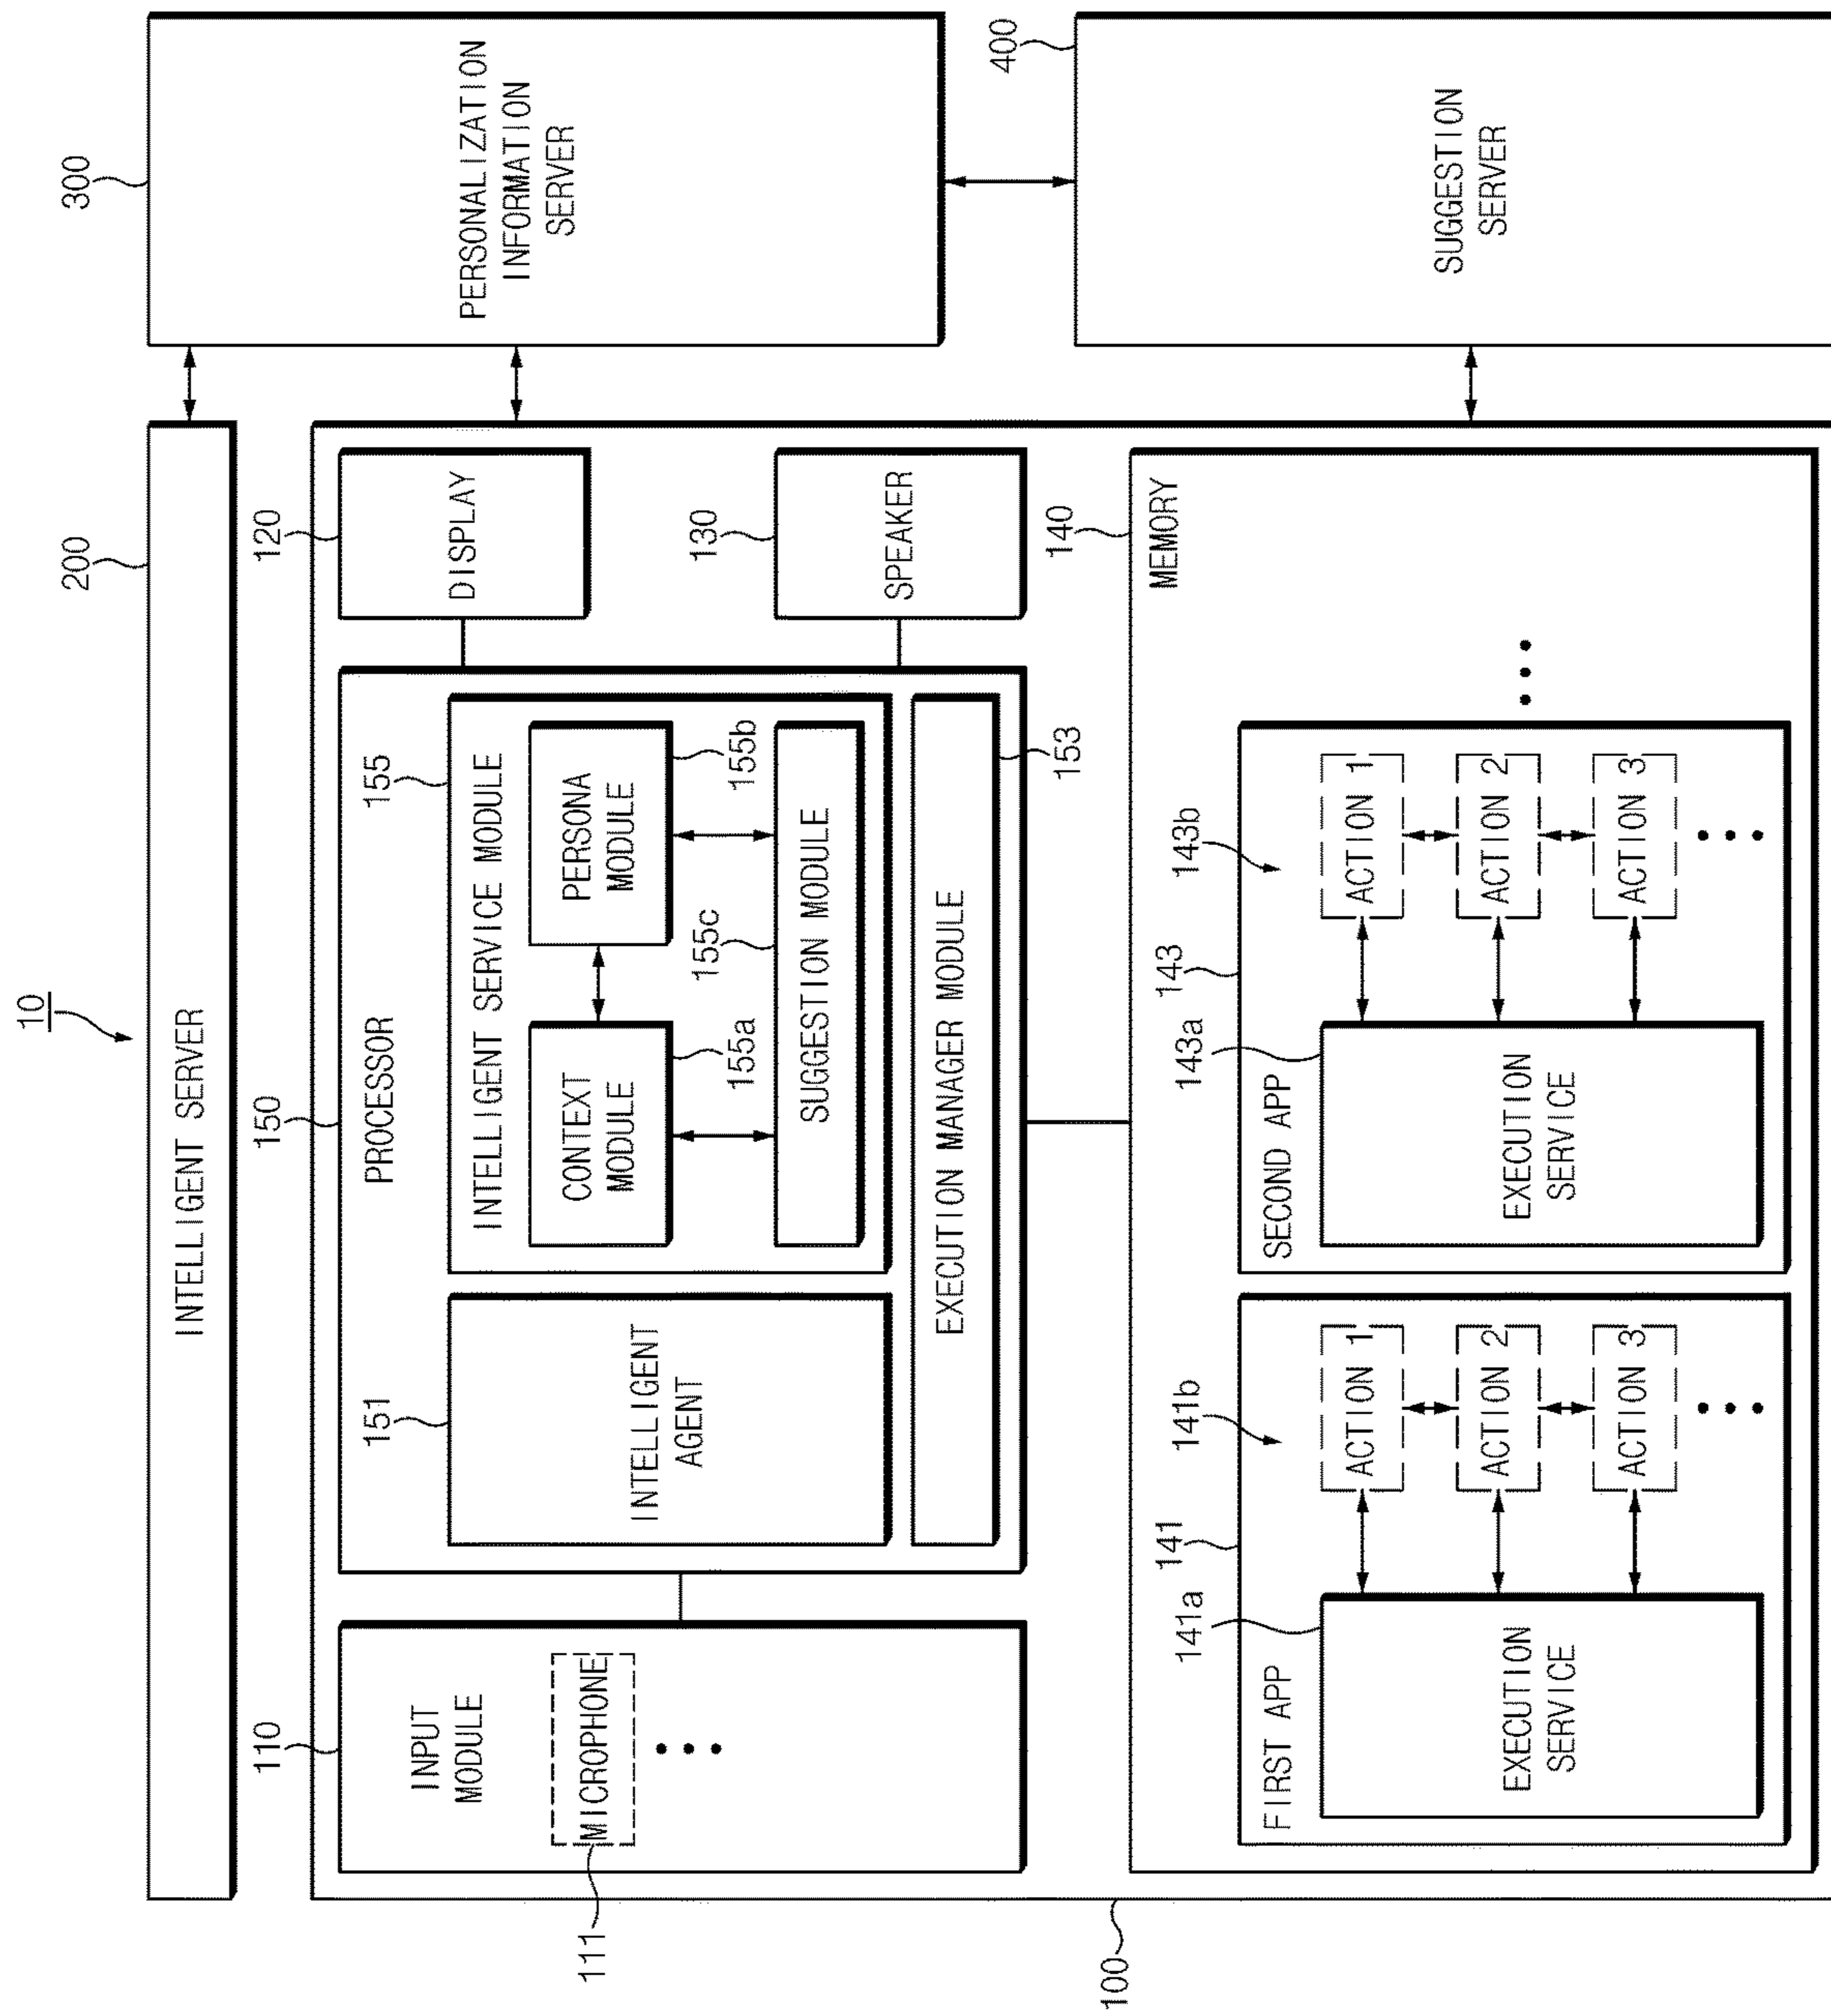 10
INTELLIGENT SERVER
200
300
PERSONALIZATION
INFORMATION
SERVER
400
SUGGESTION
SERVER
100
110
INPUT
MODULE
MICROPHONE
111
150
PROCESSOR
151
INTELLIGENT
AGENT
155
INTELLIGENT SERVICE MODULE
CONTEXT
MODULE
155a
PERSONA
MODULE
155b
155c
SUGGESTION MODULE
EXECUTION MANAGER MODULE
153
120
DISPLAY
130
SPEAKER
140
MEMORY
141
FIRST APP
141a
EXECUTION
SERVICE
141b
ACTION 1
ACTION 2
ACTION 3
143
SECOND APP
143a
EXECUTION
SERVICE
143b
ACTION 1
ACTION 2
ACTION 3